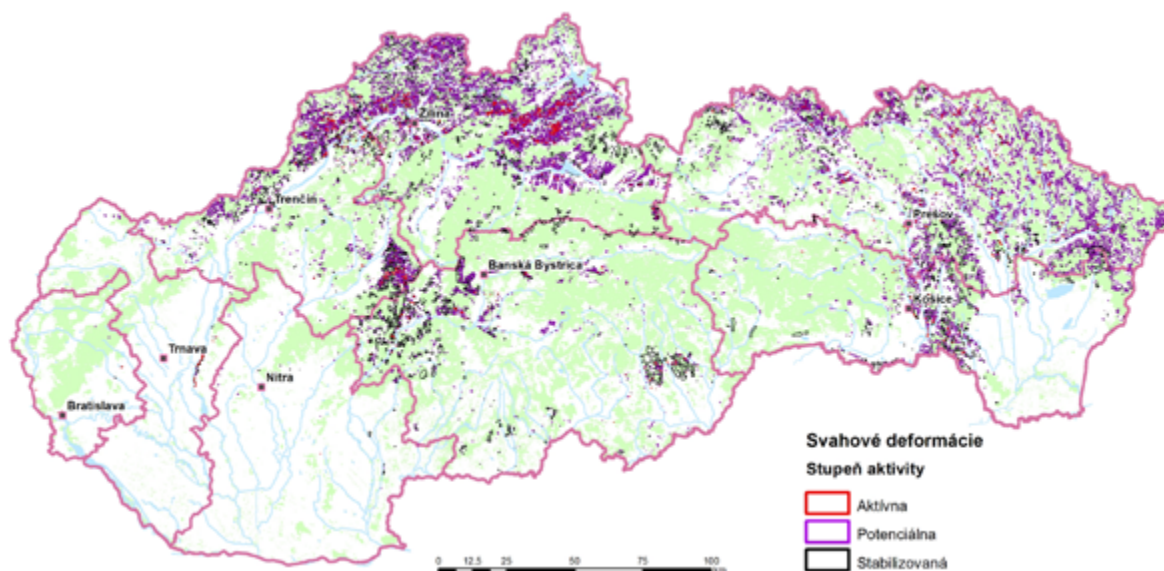 Žilina
Trenčín
Prešov
Banská Bystrica
Košice
Trnava
Nitra
Bratislava
Svahové deformácie
Stupeň aktivity
Aktívna
Potenciálna
Stabilizovaná
0 12.5 25 50 75 100